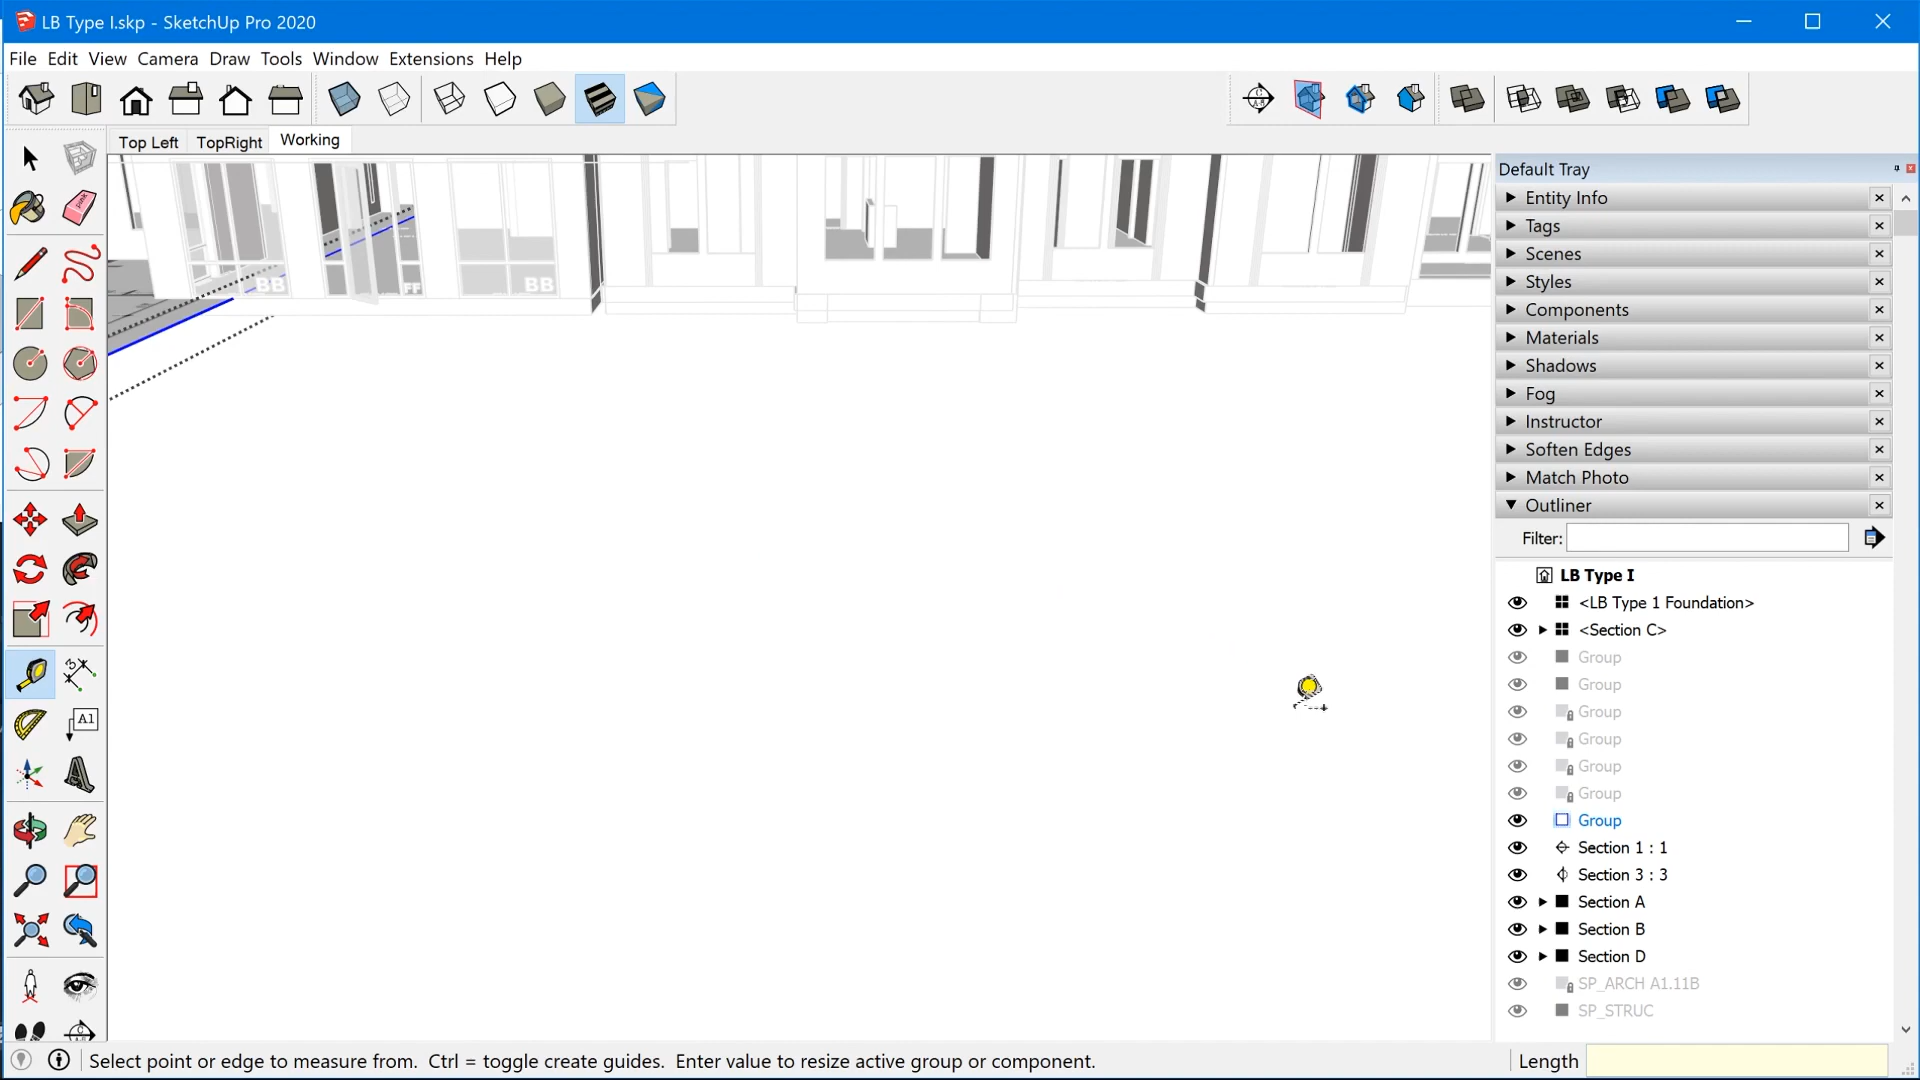 LB Type I.skp - SketchUp Pro 2020
File Edit View Camera Draw Tools Window Extensions Help
Top Left TopRight Working
BB
FF
BB
Default Tray
Entity Info
Tags
Scenes
Styles
Components
Materials
Shadows
Fog
Instructor
Soften Edges
Match Photo
Outliner
Filter:
LB Type I
<LB Type 1 Foundation>
<Section C>
Group
Group
Group
Group
Group
Group
Group
Section 1 : 1
Section 3 : 3
Section A
Section B
Section D
SP_ARCH A1.11B
SP_STRUC
A1
Select point or edge to measure from. Ctrl = toggle create guides. Enter value to resize active group or component.
Length